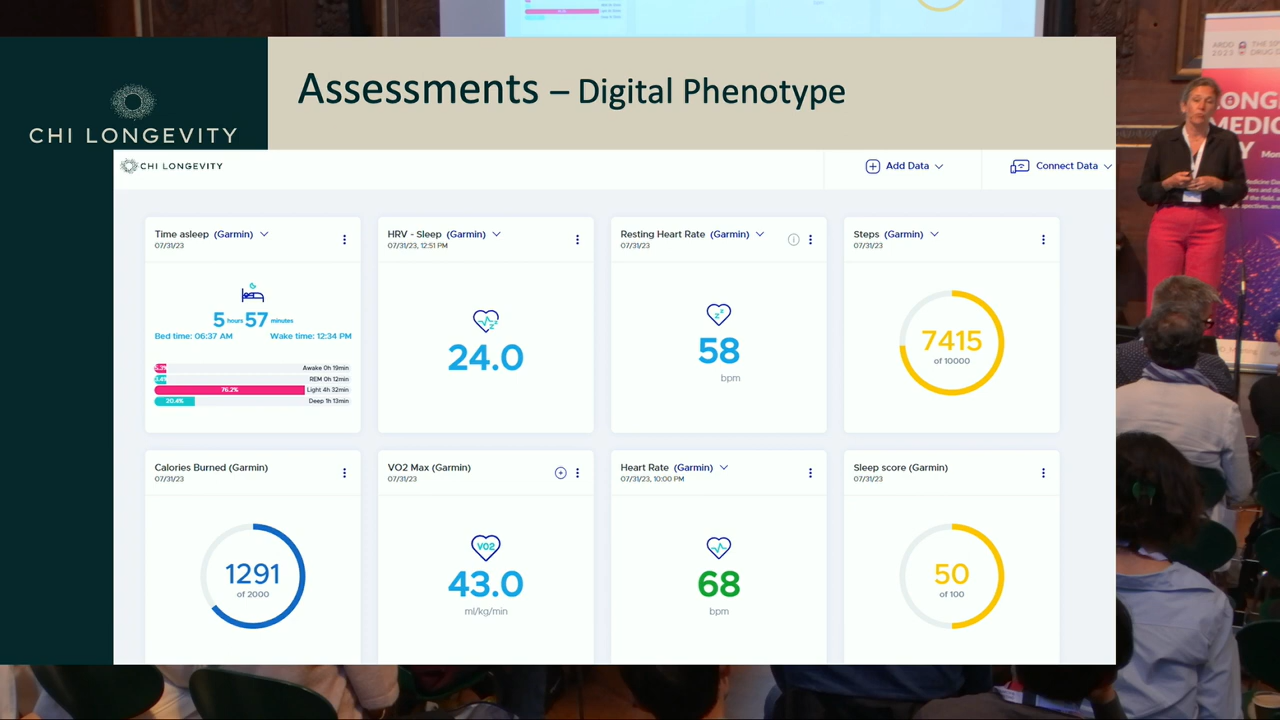 Assessments – Digital Phenotype
CHI LONGEVITY
CHI LONGEVITY
Add Data
Connect Data
Time asleep (Garmin)
07/31/23
5 hours 57 minutes
Bed time: 06:37 AM
Wake time: 12:34 PM
Awake 0h 19min
REM 0h 12min
76.2%
Light 4h 32min
20.4%
Deep 1h 13min
HRV - Sleep (Garmin)
07/31/23, 12:51 PM
24.0
Resting Heart Rate (Garmin)
07/31/23
58
bpm
Steps (Garmin)
07/31/23
7415
of 10000
Calories Burned (Garmin)
07/31/23
1291
of 2000
VO2 Max (Garmin)
07/31/23
VO2
43.0
ml/kg/min
Heart Rate (Garmin)
07/31/23, 10:00 PM
68
bpm
Sleep score (Garmin)
07/31/23
50
of 100
ARDD
2023